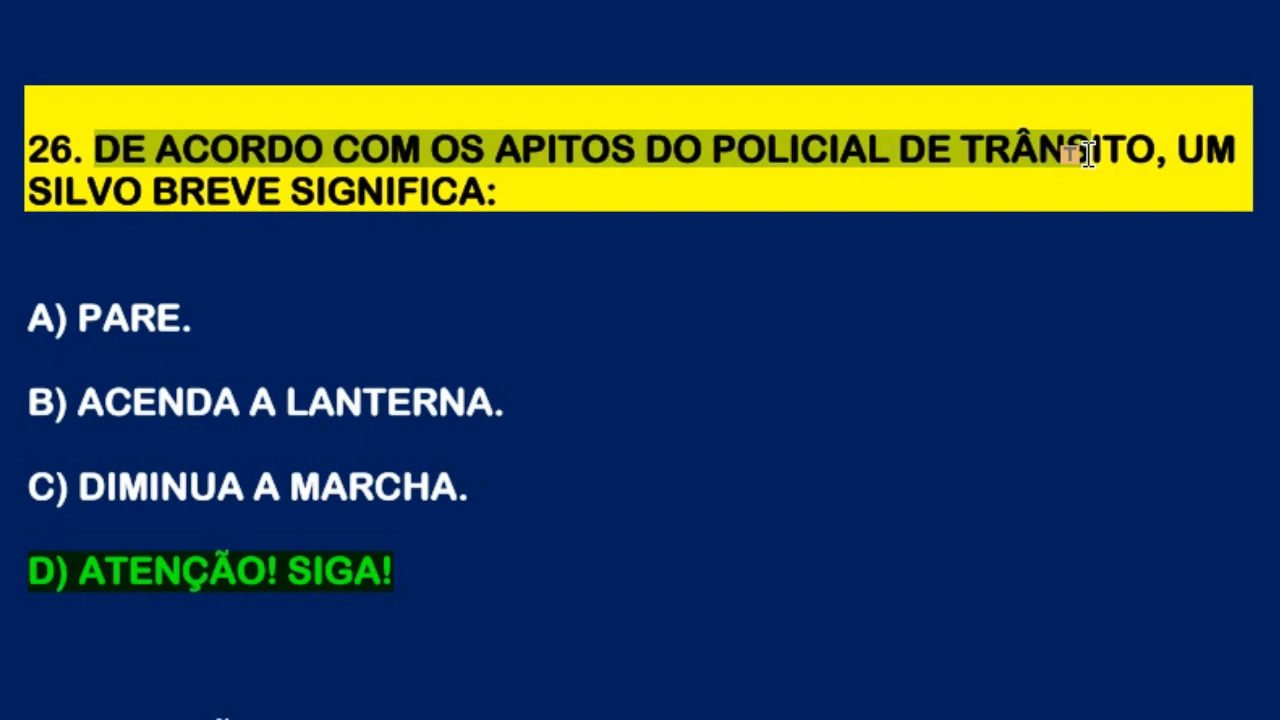 26. DE ACORDO COM OS APITOS DO POLICIAL DE TRÂNSITO, UM
SILVO BREVE SIGNIFICA:
A) PARE.
B) ACENDA A LANTERNA.
C) DIMINUA A MARCHA.
D) ATENÇÃO! SIGA!